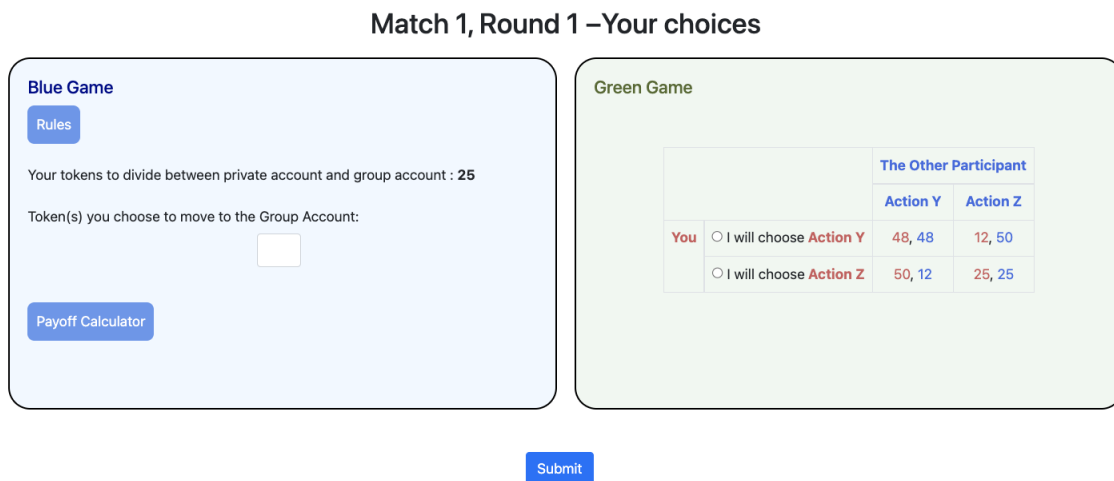 Match 1, Round 1 –Your choices
Blue Game
Rules
Your tokens to divide between private account and group account : 25
Token(s) you choose to move to the Group Account:
Payoff Calculator
Green Game
The Other Participant
Action Y Action Z
You I will choose Action Y 48, 48 12, 50
I will choose Action Z 50, 12 25, 25
Submit